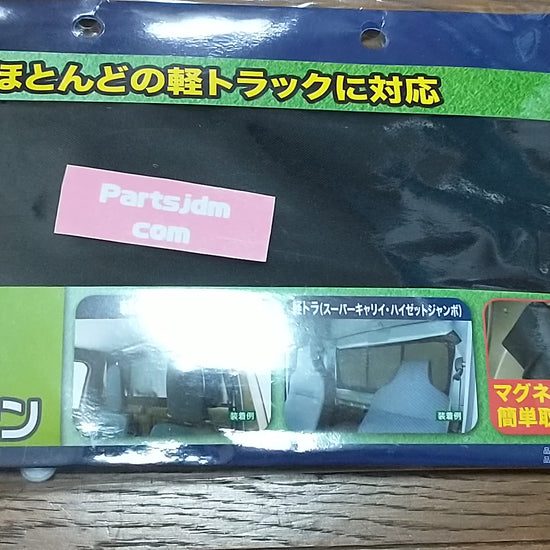 ほとんどの軽トラックに対応
Partsjdm
com
軽トラ(スーパーキャリイ・ハイゼットジャンボ)
装着例
装着例
ン
マグネ
簡単取